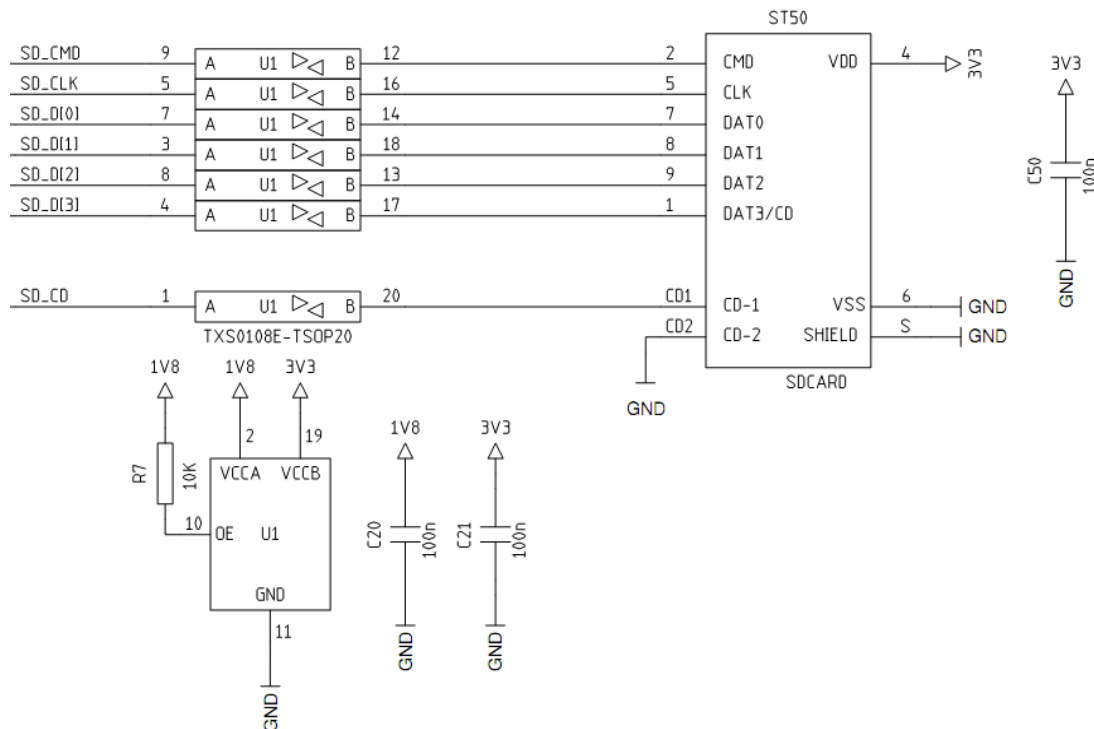 ST50
SD_CMD 9 A U1 B 12 2 CMD VDD 4 3V3
SD_CLK 5 A U1 B 16 5 CLK
SD_D[0] 7 A U1 B 14 7 DAT0
SD_D[1] 3 A U1 B 18 8 DAT1
SD_D[2] 8 A U1 B 13 9 DAT2
SD_D[3] 4 A U1 B 17 1 DAT3/CD
3V3
C50
100n
GND
SD_CD 1 A U1 B 20 CD1 CD-1 VSS 6 GND
CD2 CD-2 SHIELD S GND
TXS0108E-TSOP20
SDCARD
GND
1V8 1V8 3V3
2 19
R7
10K
VCCA VCCB
10 OE U1
GND
11
GND
1V8 3V3
C20
100n
C21
100n
GND GND